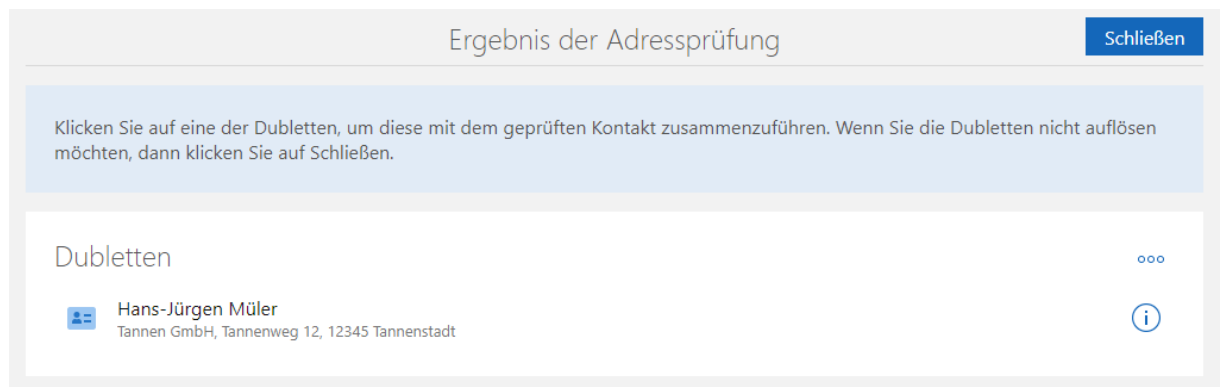 Ergebnis der Adressprüfung
Schließen
Klicken Sie auf eine der Dubletten, um diese mit dem geprüften Kontakt zusammenzuführen. Wenn Sie die Dubletten nicht auflösen
möchten, dann klicken Sie auf Schließen.
Dubletten
Hans-Jürgen Müler
Tannen GmbH, Tannenweg 12, 12345 Tannenstadt